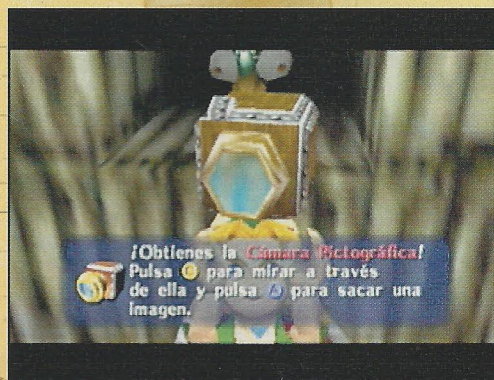 ¡Obtienes la Cámara Pictográfica!
Pulsa C para mirar a través
de ella y pulsa A para sacar una
imagen.